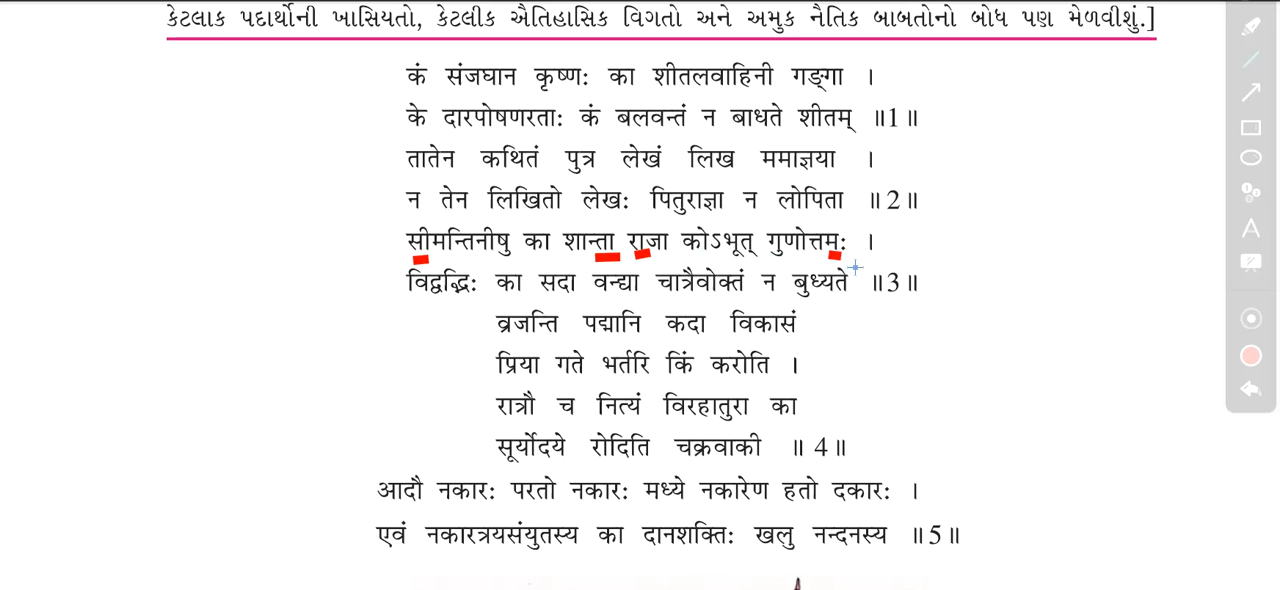 કેટલાક પદાર્થોની ખાસિયતો, કેટલીક ઐતિહાસિક વિગતો અને અમુક નૈતિક બાબતોનો બોધ પણ મેળવીશું.]
कं संजघान कृष्णः का शीतलवाहिनी गङ्गा ।
के दारपोषणरताः कं बलवन्तं न बाधते शीतम् ॥1॥
तातेन कथितं पुत्र लेखं लिख ममाज्ञया ।
न तेन लिखितो लेखः पितुराज्ञा न लोपिता ॥2॥
सीमन्तिनीषु का शान्ता राजा कोऽभूत् गुणोत्तमः ।
विद्वद्भिः का सदा वन्द्या चात्रैवोक्तं न बुध्यते ॥3॥
व्रजन्ति पद्मानि कदा विकासं
प्रिया गते भर्तरि किं करोति ।
रात्रौ च नित्यं विरहातुरा का
सूर्योदये रोदिति चक्रवाकी ॥ 4॥
आदौ नकारः परतो नकारः मध्ये नकारेण हतो दकारः ।
एवं नकारत्रयसंयुतस्य का दानशक्तिः खलु नन्दनस्य ॥5॥